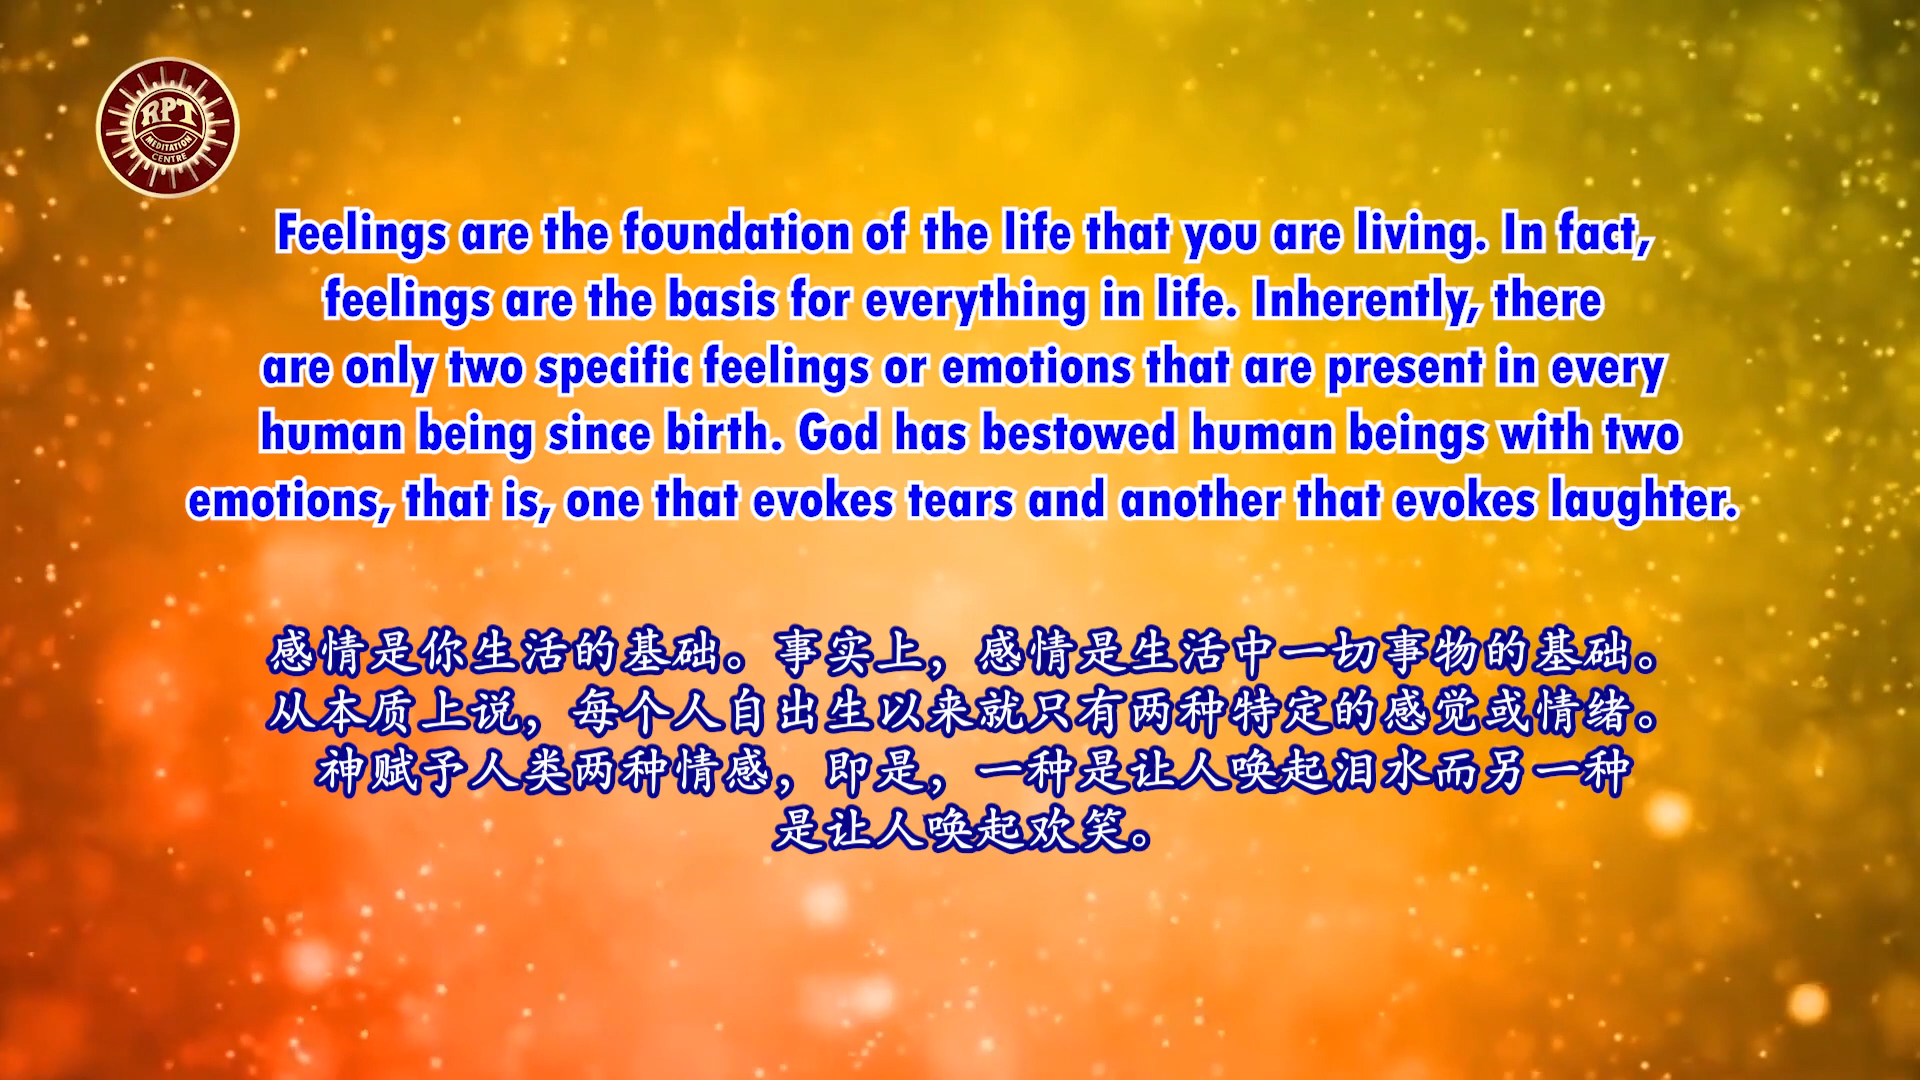 RPT
MEDITATION
CENTRE
Feelings are the foundation of the life that you are living. In fact,
feelings are the basis for everything in life. Inherently, there
are only two specific feelings or emotions that are present in every
human being since birth. God has bestowed human beings with two
emotions, that is, one that evokes tears and another that evokes laughter.
感情是你生活的基础。事实上，感情是生活中一切事物的基础。
从本质上说，每个人自出生以来就只有两种特定的感觉或情绪。
神赋予人类两种情感，即是，一种是让人唤起泪水而另一种
是让人唤起欢笑。